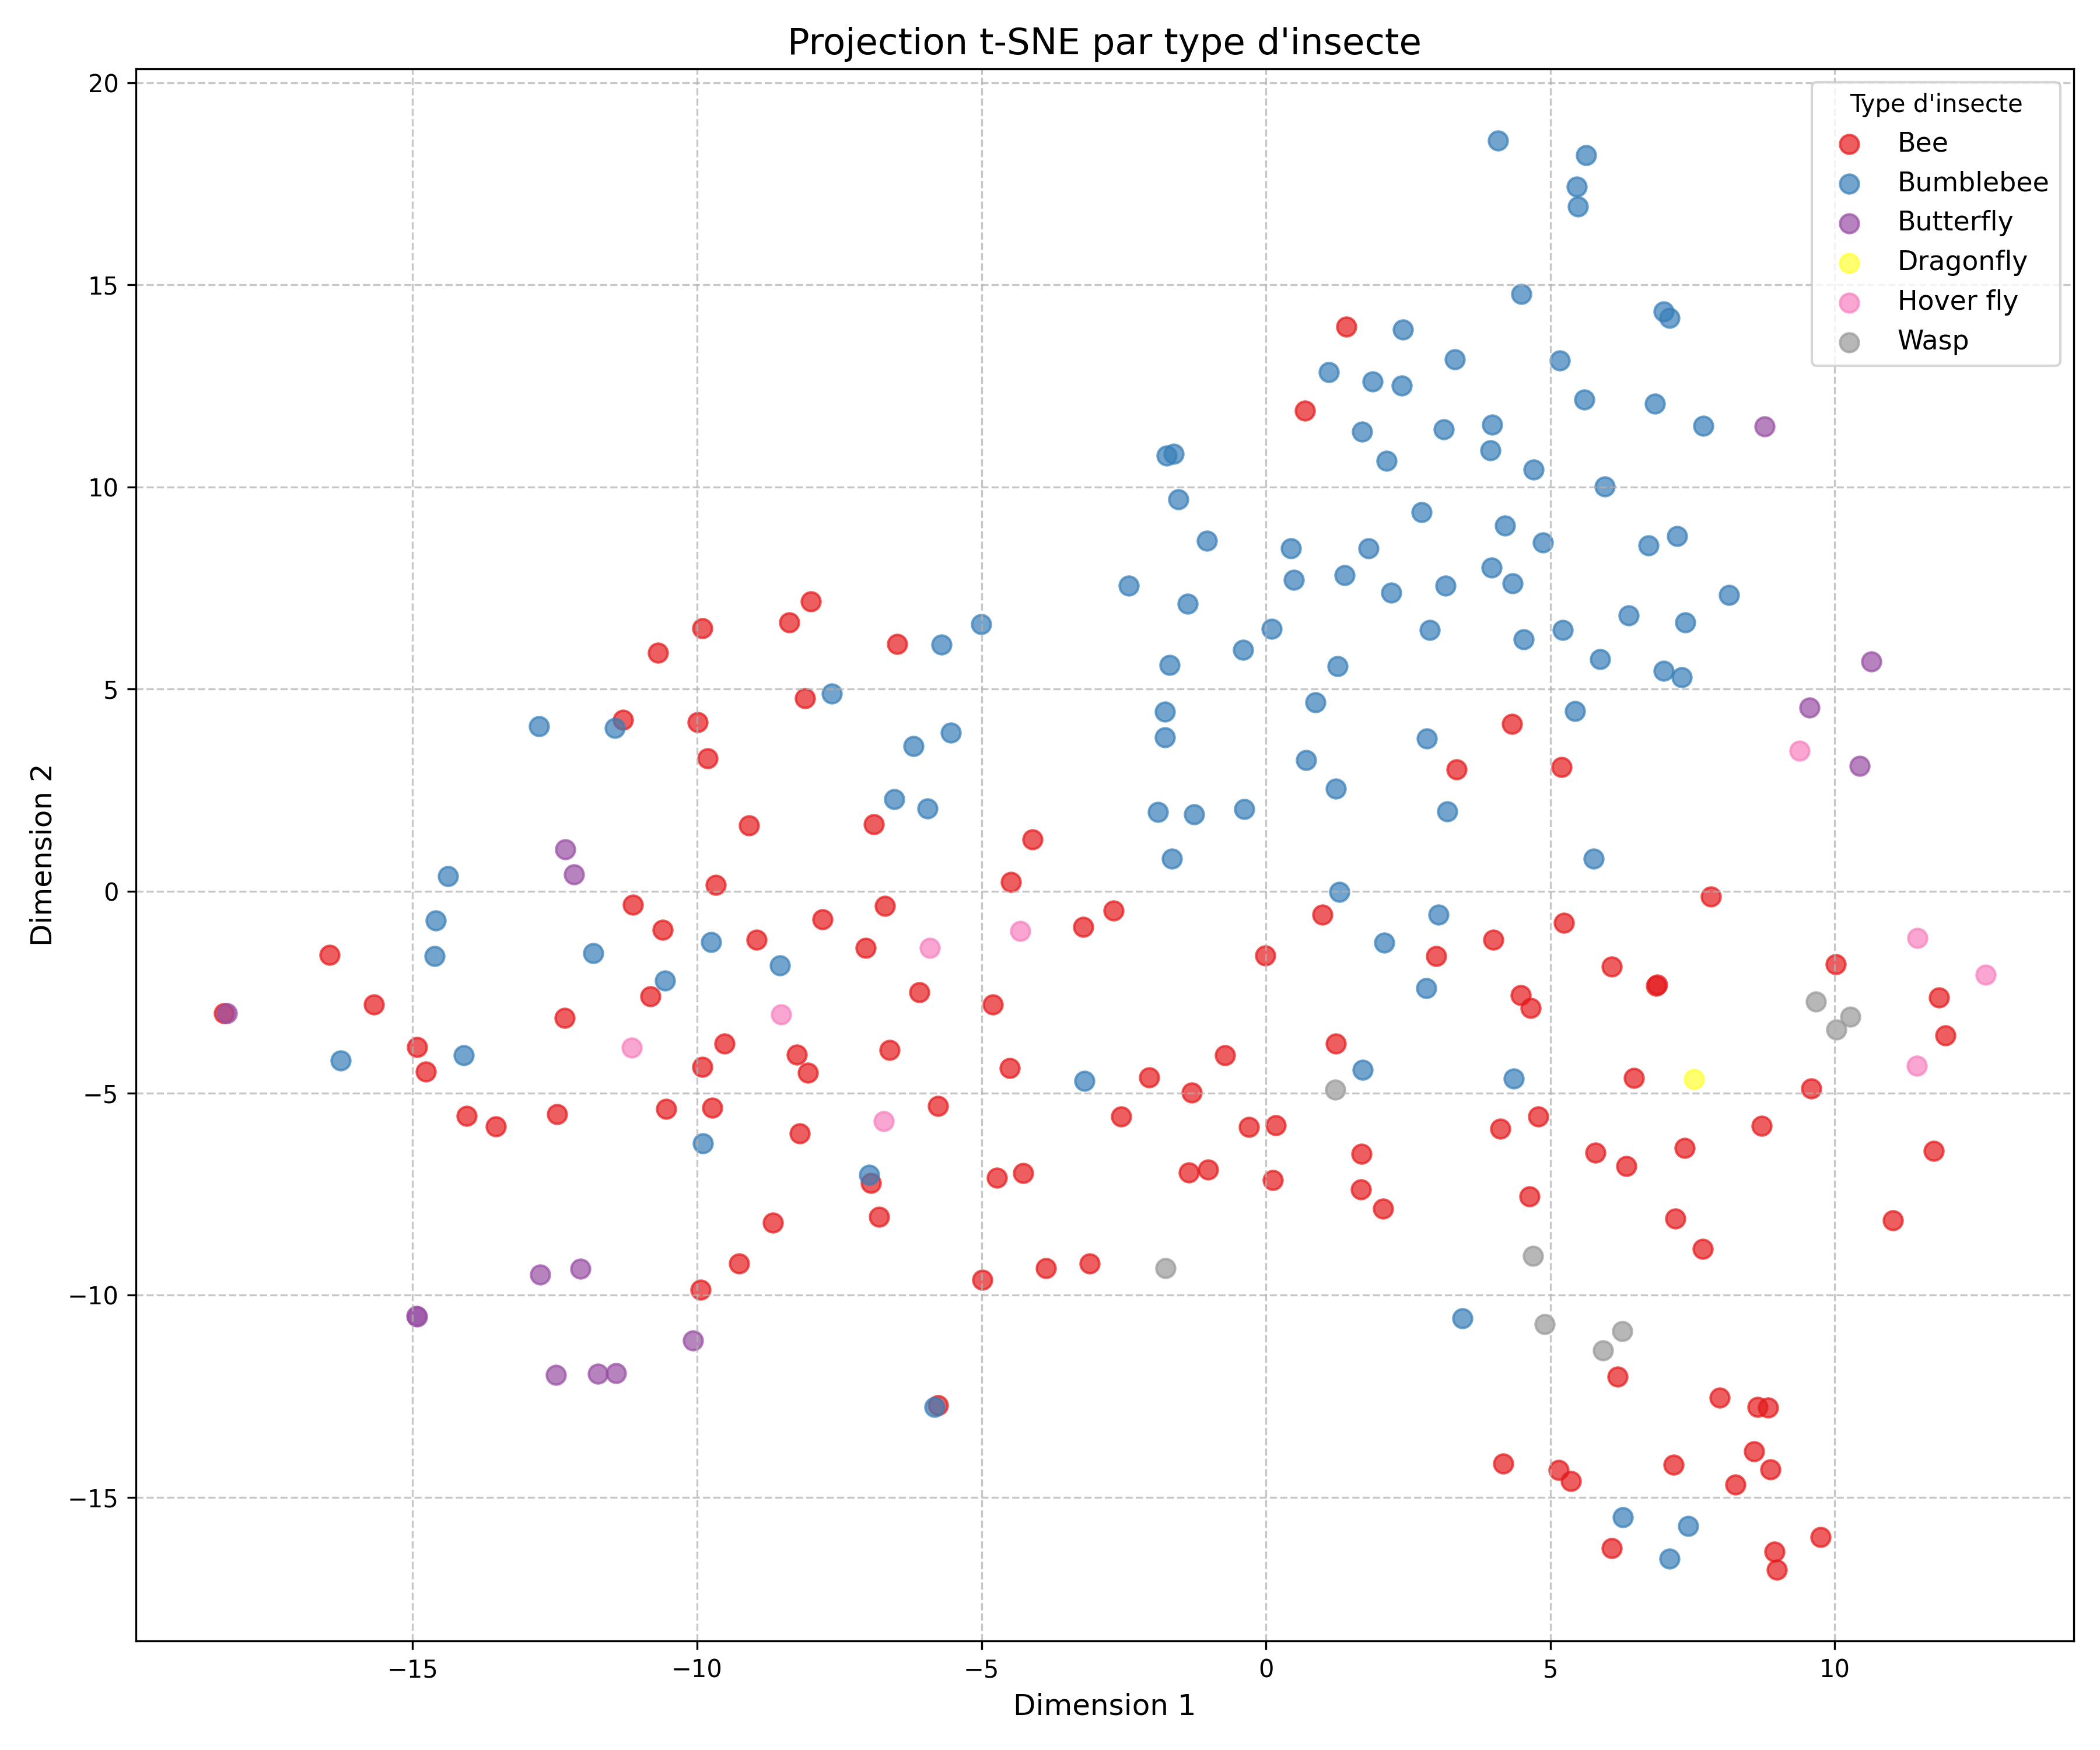 Projection t-SNE par type d'insecte
Type d'insecte
Bee
Bumblebee
Butterfly
Dragonfly
Hover fly
Wasp
Dimension 2
20
15
10
5
0
−5
−10
−15
−15
−10
−5
0
5
10
Dimension 1